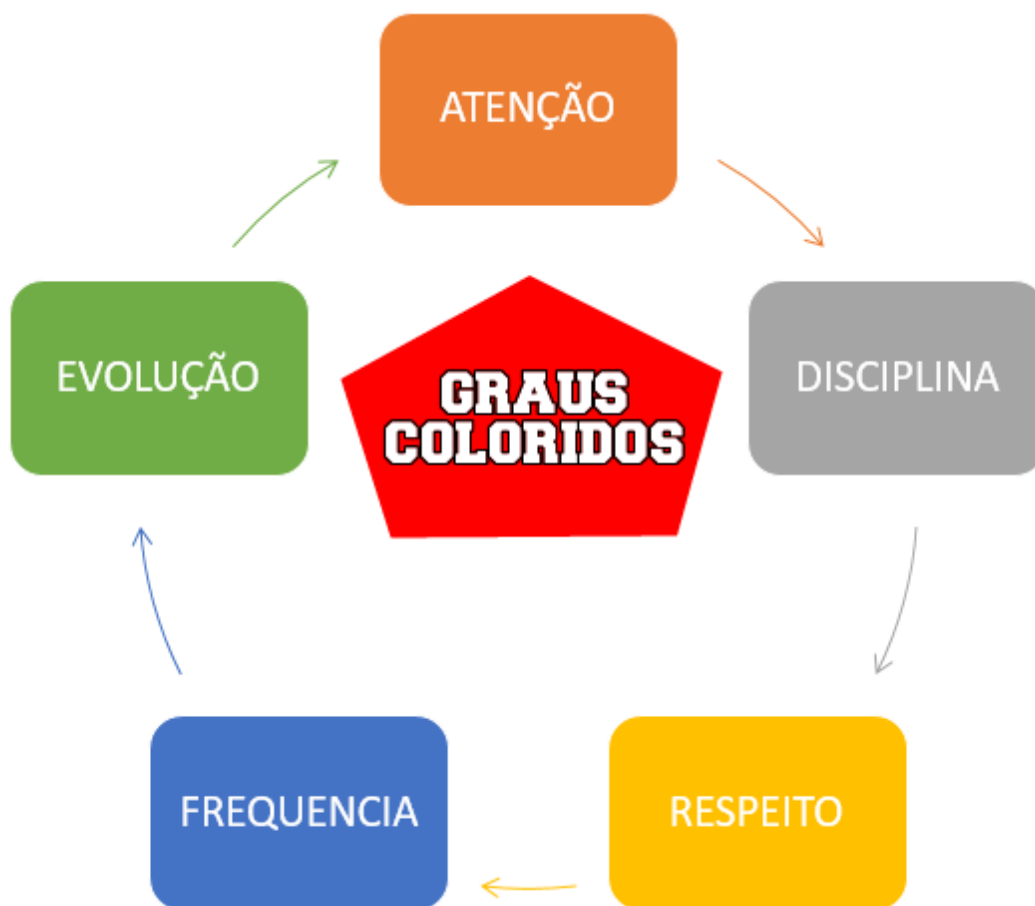 ATENÇÃO
EVOLUÇÃO
GRAUS
COLORIDOS
DISCIPLINA
FREQUENCIA
RESPEITO